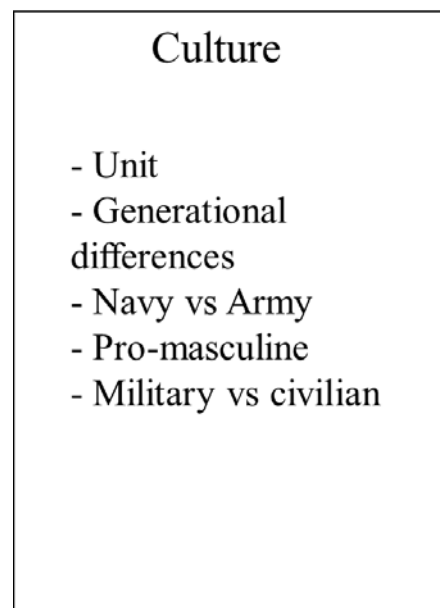 Culture
- Unit
- Generational
differences
- Navy vs Army
- Pro-masculine
- Military vs civilian